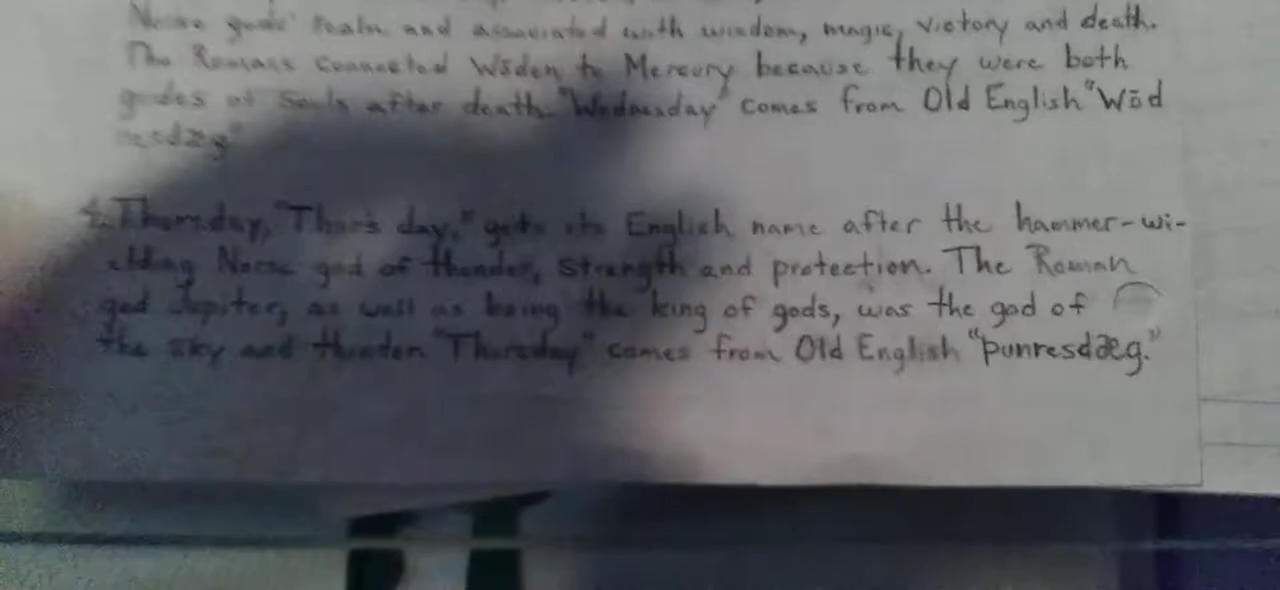 Norse gods' realm and associated with wisdom, magic, victory and death.
The Romans connected Wōden to Mercury because they were both
godes of souls after death. "Wednesday" comes from Old English "Wōd
nesdæg"
Thursday, "Thor's day," gets its English name after the hammer-wi-
elding Norse god of thunder, strength and protection. The Roman
god Jupiter, as well as being the king of gods, was the god of
the sky and thunder. "Thursday" comes from Old English "þunresdæg."